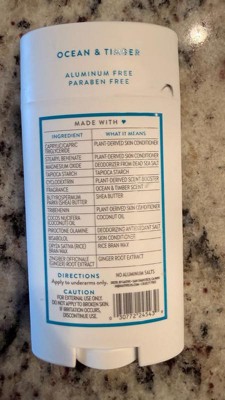 OCEAN & TIMBER
ALUMINUM FREE
PARABEN FREE
MADE WITH ♥
INGREDIENT WHAT IT MEANS
CAPRYLIC/CAPRIC TRIGLYCERIDE PLANT-DERIVED SKIN CONDITIONER
STEARYL BEHENATE PLANT-DERIVED SKIN CONDITIONER
MAGNESIUM OXIDE DEODORIZER FROM DEAD SEA SALT
TAPIOCA STARCH TAPIOCA STARCH
CYCLODEXTRIN PLANT-DERIVED SCENT BOOSTER
FRAGRANCE OCEAN & TIMBER SCENT
BUTYROSPERMUM PARKII (SHEA) BUTTER SHEA BUTTER
TRIBEHENIN PLANT-DERIVED SKIN CONDITIONER
COCOS NUCIFERA (COCONUT) OIL COCONUT OIL
PIROCTONE OLAMINE DEODORIZING ANTIOXIDANT SALT
BISABOLOL SKIN CONDITIONER
ORYZA SATIVA (RICE) BRAN WAX RICE BRAN WAX
ZINGIBER OFFICINALE (GINGER) ROOT EXTRACT GINGER ROOT EXTRACT
DIRECTIONS
Apply to underarms only.
CAUTION
FOR EXTERNAL USE ONLY.
DO NOT APPLY TO BROKEN SKIN.
IF IRRITATION OCCURS,
DISCONTINUE USE.
NO ALUMINUM SALTS